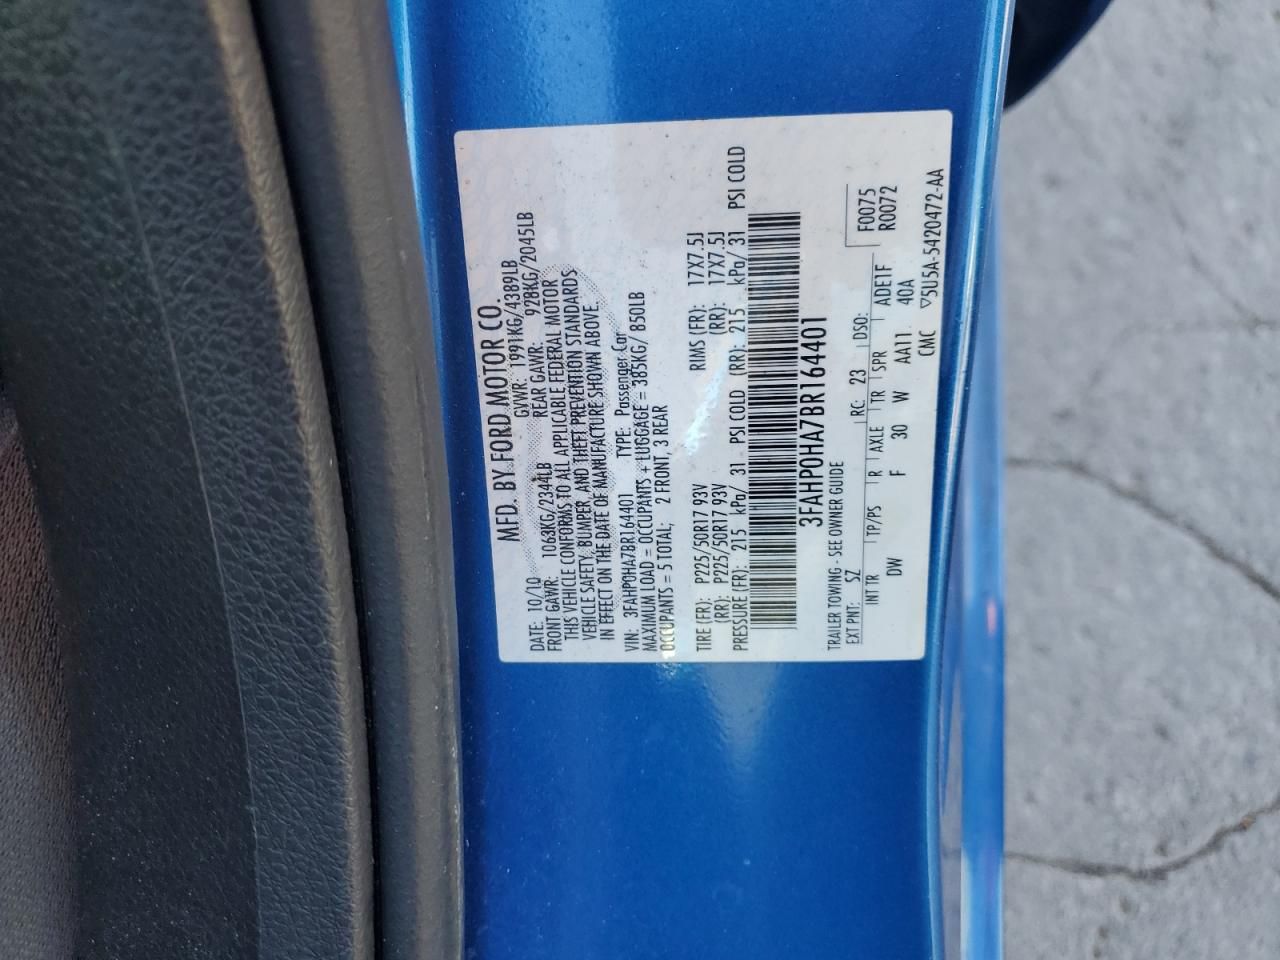 MFD. BY FORD MOTOR CO.
DATE: 10/10 GVWR: 1991KG/4389LB
FRONT GAWR: 1063KG/2344LB REAR GAWR: 928KG/2045LB
THIS VEHICLE CONFORMS TO ALL APPLICABLE FEDERAL MOTOR
VEHICLE SAFETY, BUMPER, AND THEFT PREVENTION STANDARDS
IN EFFECT ON THE DATE OF MANUFACTURE SHOWN ABOVE.
VIN: 3FAHP0HA7BR164401 TYPE: Passenger Car
MAXIMUM LOAD = OCCUPANTS + LUGGAGE = 385KG/ 850LB
OCCUPANTS = 5 TOTAL; 2 FRONT, 3 REAR
TIRE (FR): P225/50R17 93V RIMS (FR): 17X7.5J
(RR): P225/50R17 93V (RR): 17X7.5J
PRESSURE (FR): 215 kPa/ 31 PSI COLD (RR): 215 kPa/ 31 PSI COLD
3FAHP0HA7BR164401
TRAILER TOWING - SEE OWNER GUIDE
EXT PNT: SZ RC: 23 DSO: F0075
INT TR TP/PS R AXLE TR SPR ADETF R0072
DW F 30 W AA11 40A
CMC ▽5U5A-5420472-AA